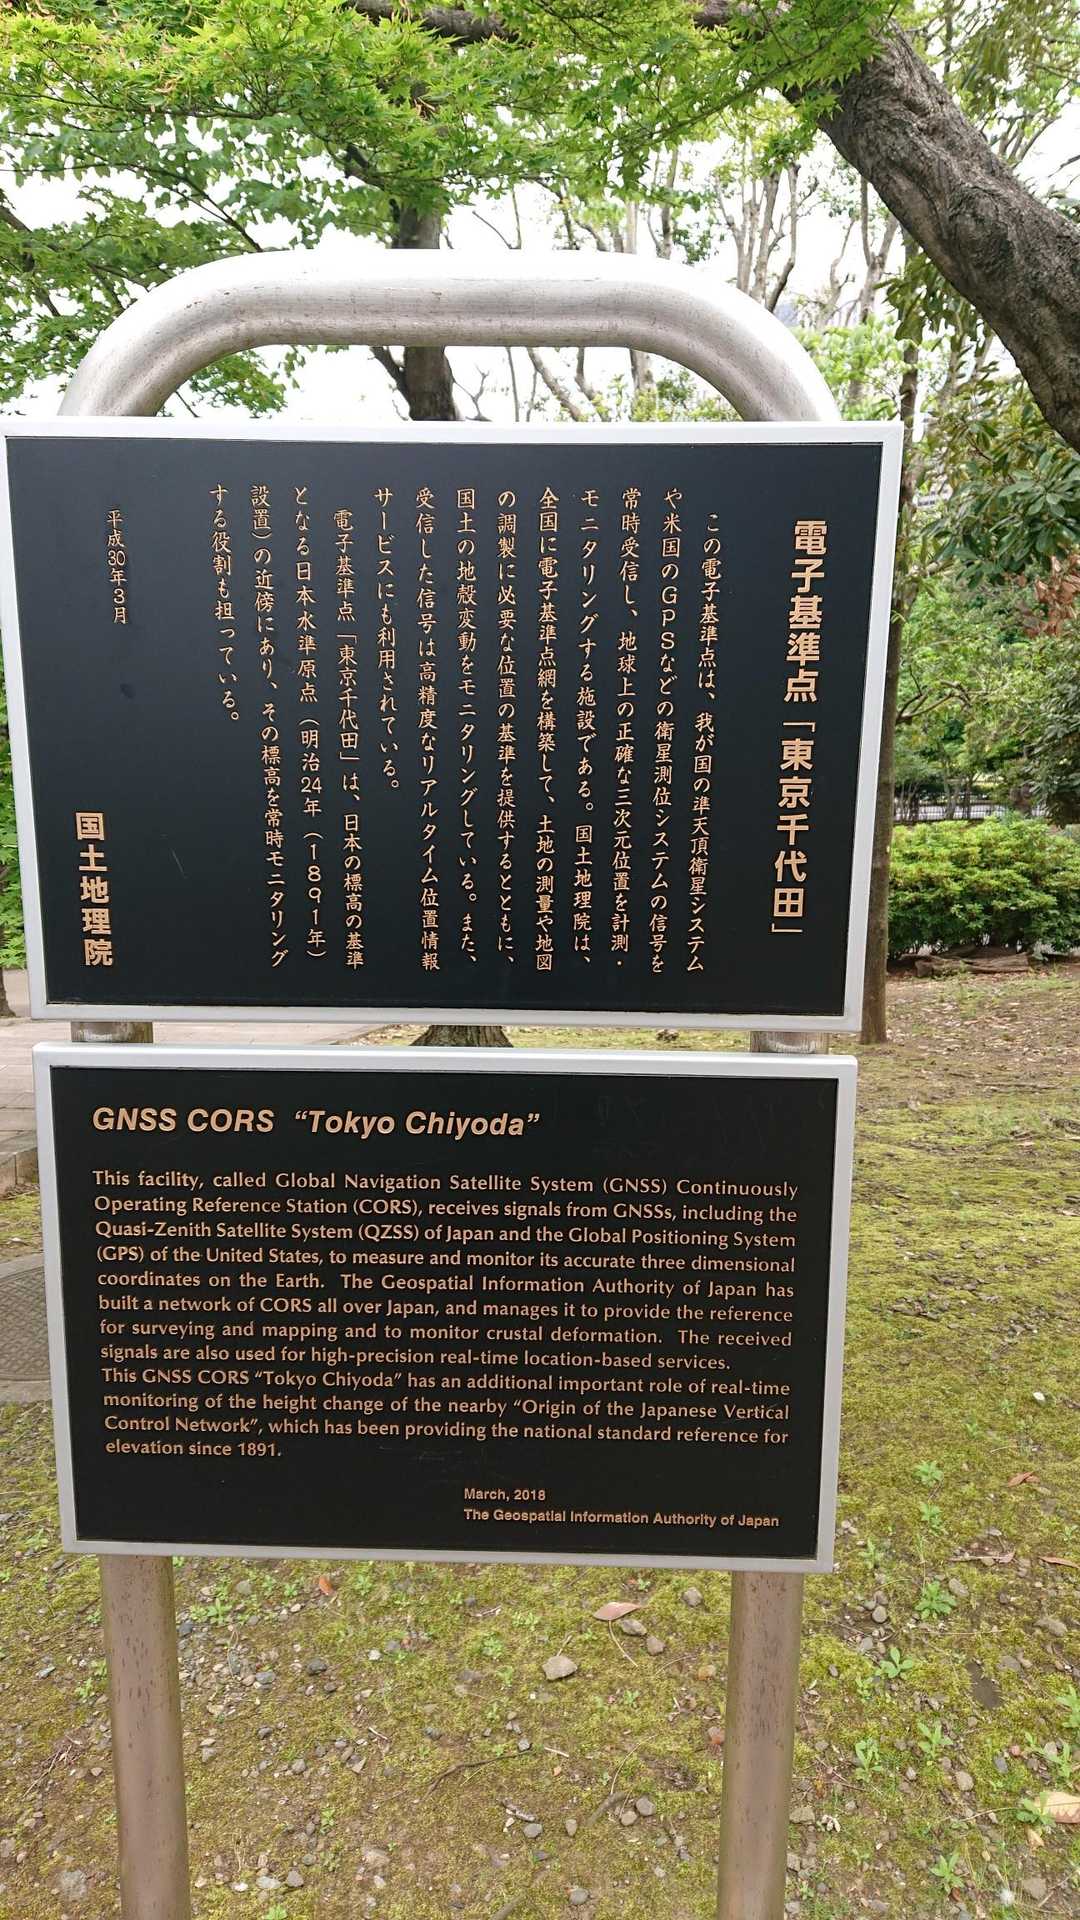 電子基準点「東京千代田」
この電子基準点は、我が国の準天頂衛星システム
や米国のGPSなどの衛星測位システムの信号を
常時受信し、地球上の正確な三次元位置を計測・
モニタリングする施設である。国土地理院は、
全国に電子基準点網を構築して、土地の測量や地図
の調製に必要な位置の基準を提供するとともに、
国土の地殻変動をモニタリングしている。また、
受信した信号は高精度なリアルタイム位置情報
サービスにも利用されている。
電子基準点「東京千代田」は、日本の標高の基準
となる日本水準原点（明治24年（1891年）
設置）の近傍にあり、その標高を常時モニタリング
する役割も担っている。
平成30年3月
国土地理院
GNSS CORS “Tokyo Chiyoda”
This facility, called Global Navigation Satellite System (GNSS) Continuously
Operating Reference Station (CORS), receives signals from GNSSs, including the
Quasi-Zenith Satellite System (QZSS) of Japan and the Global Positioning System
(GPS) of the United States, to measure and monitor its accurate three dimensional
coordinates on the Earth. The Geospatial Information Authority of Japan has
built a network of CORS all over Japan, and manages it to provide the reference
for surveying and mapping and to monitor crustal deformation. The received
signals are also used for high-precision real-time location-based services.
This GNSS CORS “Tokyo Chiyoda” has an additional important role of real-time
monitoring of the height change of the nearby “Origin of the Japanese Vertical
Control Network”, which has been providing the national standard reference for
elevation since 1891.
March, 2018
The Geospatial Information Authority of Japan